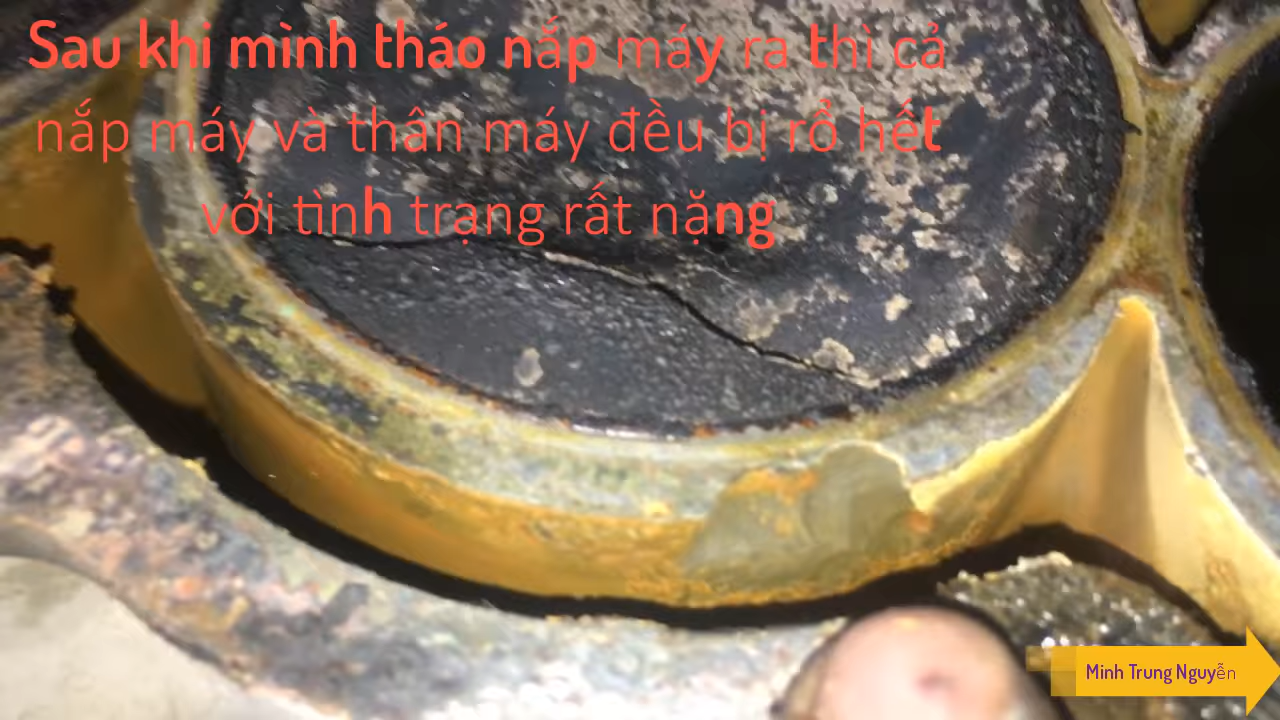 Sau khi mình tháo nắp máy ra thì cả
nắp máy và thân máy đều bị rổ hết
với tình trạng rất nặng
Minh Trung Nguyễn